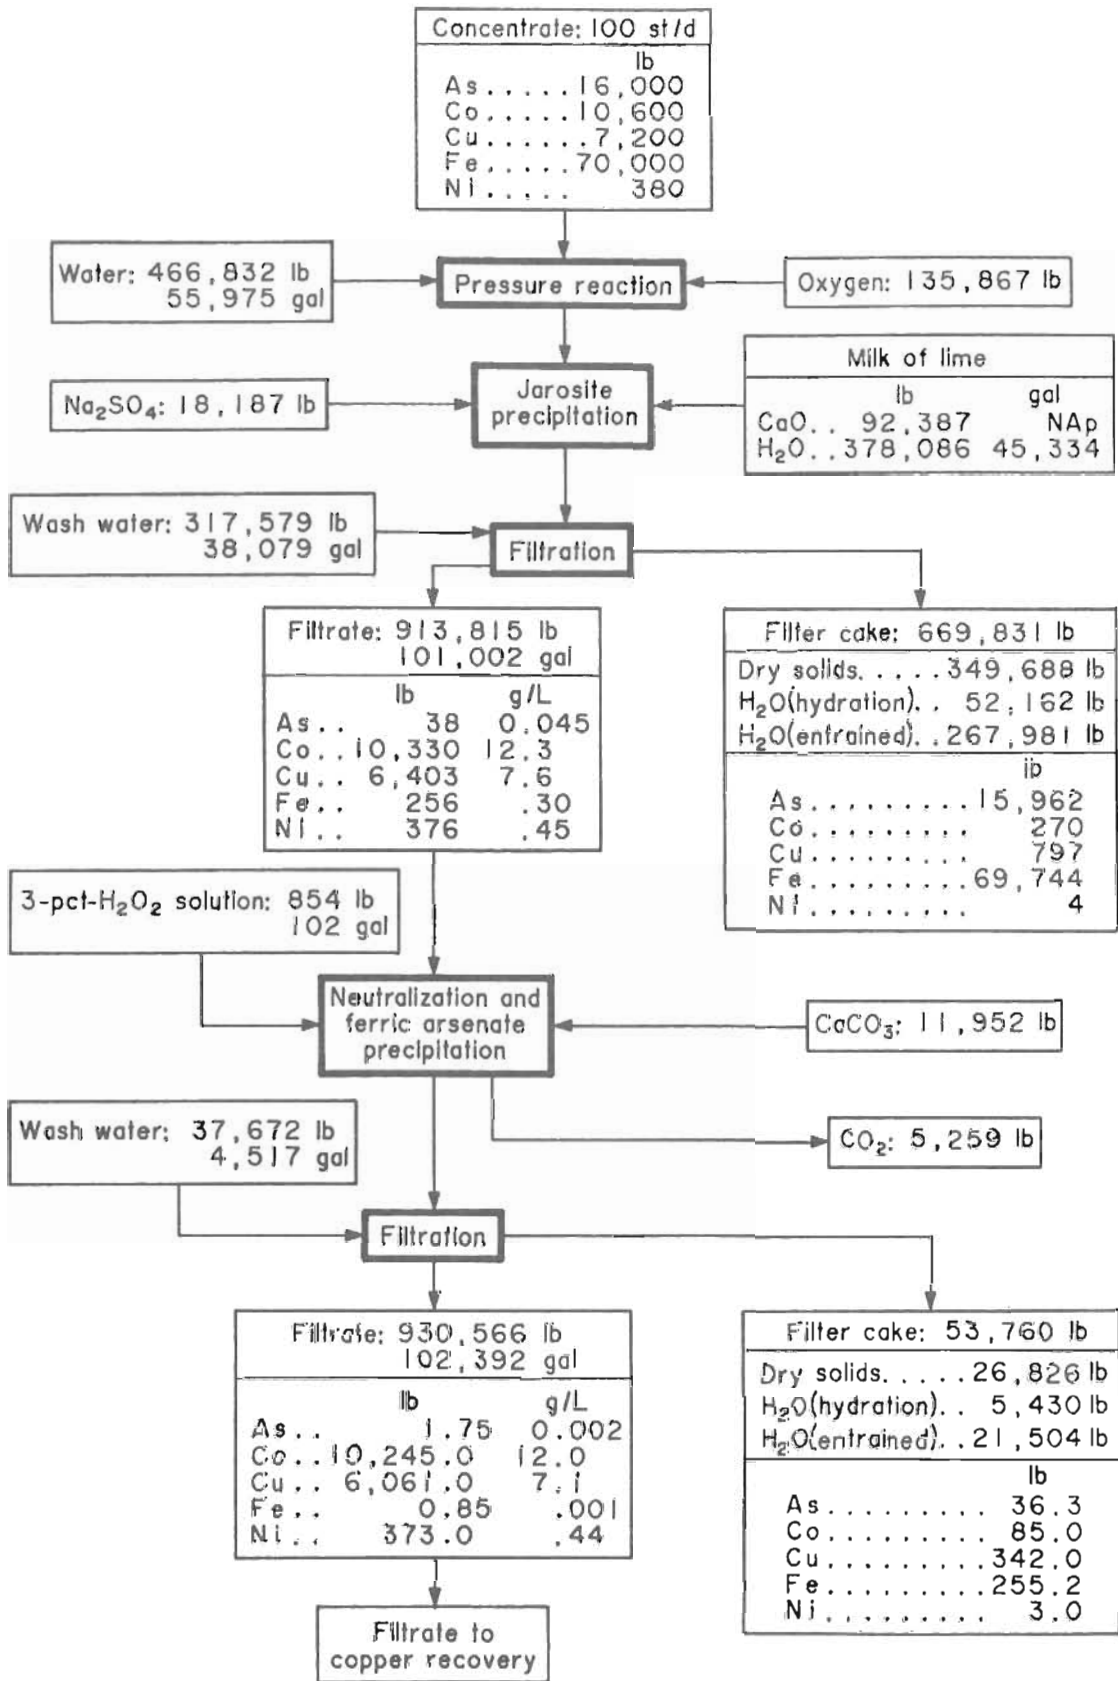 Concentrate: 100 st/d
lb
As.....16,000
Co.....10,600
Cu......7,200
Fe.....70,000
Ni..... 380
Water: 466,832 lb
55,975 gal
Pressure reaction
Oxygen: 135,867 lb
Na₂SO₄: 18,187 lb
Jarosite
precipitation
Milk of lime
lb gal
CaO.. 92,387 NAp
H₂O..378,086 45,334
Wash water: 317,579 lb
38,079 gal
Filtration
Filtrate: 913,815 lb
101,002 gal
lb g/L
As.. 38 0.045
Co..10,330 12.3
Cu.. 6,403 7.6
Fe.. 256 .30
Ni.. 376 .45
Filter cake: 669,831 lb
Dry solids.....349,688 lb
H₂O(hydration).. 52,162 lb
H₂O(entrained)..267,981 lb
lb
As.........15,962
Co......... 270
Cu......... 797
Fe.........69,744
Ni......... 4
3-pct-H₂O₂ solution: 854 lb
102 gal
Neutralization and
ferric arsenate
precipitation
CaCO₃: 11,952 lb
Wash water: 37,672 lb
4,517 gal
CO₂: 5,259 lb
Filtration
Filtrate: 930,566 lb
102,392 gal
lb g/L
As.. 1.75 0.002
Co..10,245.0 12.0
Cu.. 6,061.0 7.1
Fe.. 0.85 .001
Ni.. 373.0 .44
Filter cake: 53,760 lb
Dry solids.....26,826 lb
H₂O(hydration).. 5,430 lb
H₂O(entrained)..21,504 lb
lb
As......... 36.3
Co......... 85.0
Cu.........342.0
Fe.........255.2
Ni......... 3.0
Filtrate to
copper recovery